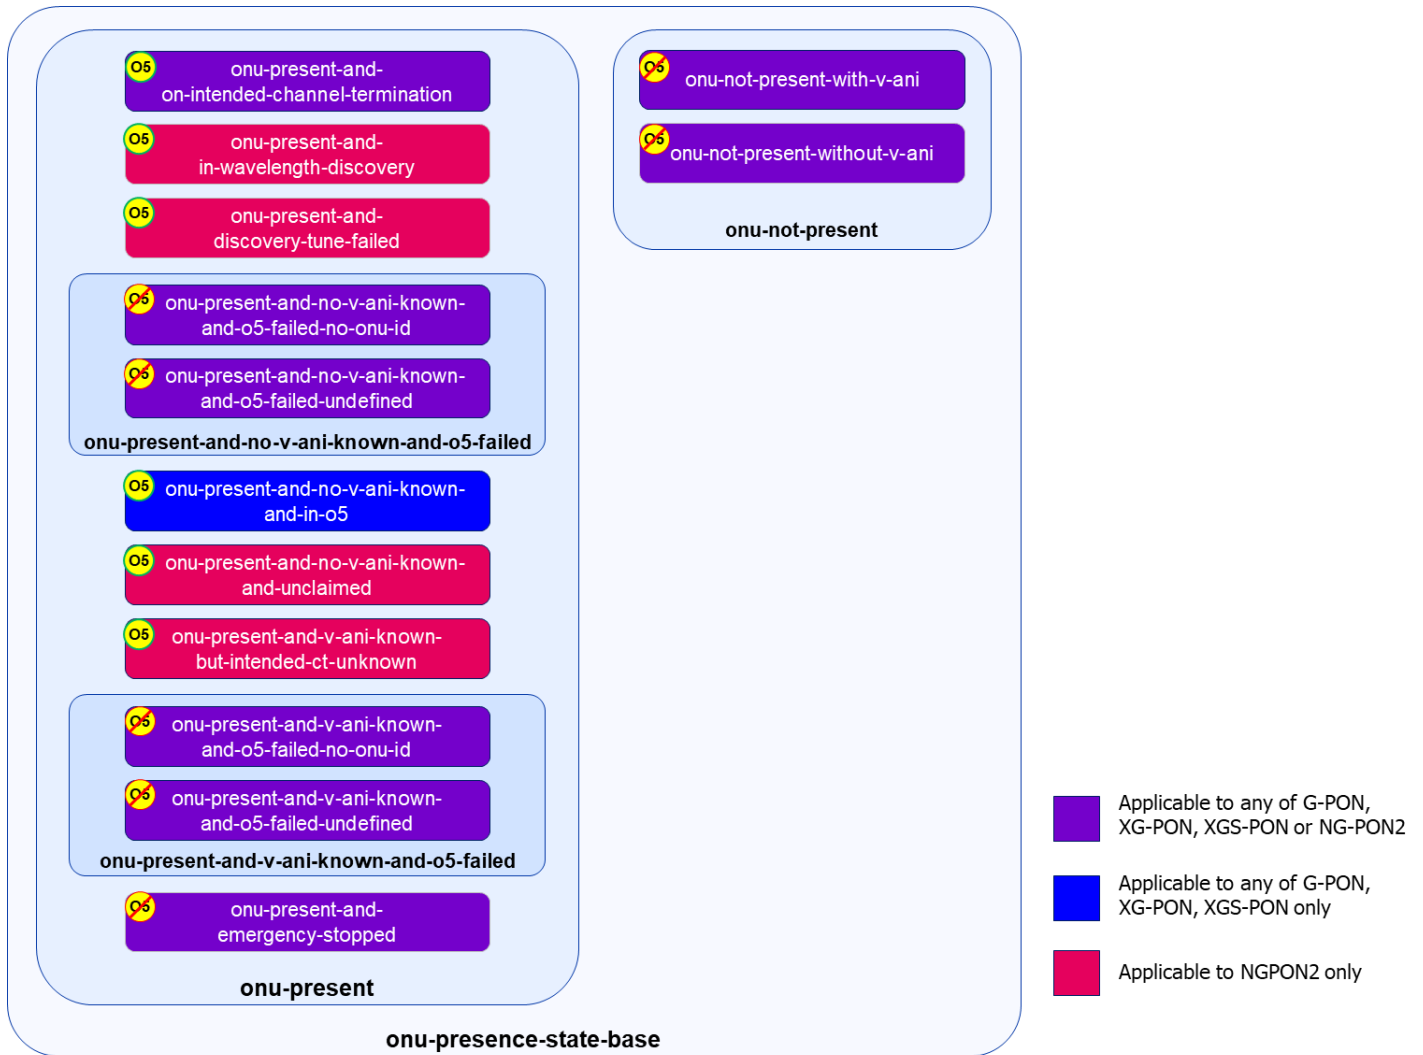 O5
onu-present-and-
on-intended-channel-termination
O5
onu-present-and-
in-wavelength-discovery
O5
onu-present-and-
discovery-tune-failed
O5
onu-present-and-no-v-ani-known-
and-o5-failed-no-onu-id
O5
onu-present-and-no-v-ani-known-
and-o5-failed-undefined
onu-present-and-no-v-ani-known-and-o5-failed
O5
onu-present-and-no-v-ani-known-
and-in-o5
O5
onu-present-and-no-v-ani-known-
and-unclaimed
O5
onu-present-and-v-ani-known-
but-intended-ct-unknown
O5
onu-present-and-v-ani-known-
and-o5-failed-no-onu-id
O5
onu-present-and-v-ani-known-
and-o5-failed-undefined
onu-present-and-v-ani-known-and-o5-failed
O5
onu-present-and-
emergency-stopped
onu-present
O5
onu-not-present-with-v-ani
O5
onu-not-present-without-v-ani
onu-not-present
onu-presence-state-base
Applicable to any of G-PON,
XG-PON, XGS-PON or NG-PON2
Applicable to any of G-PON,
XG-PON, XGS-PON only
Applicable to NGPON2 only